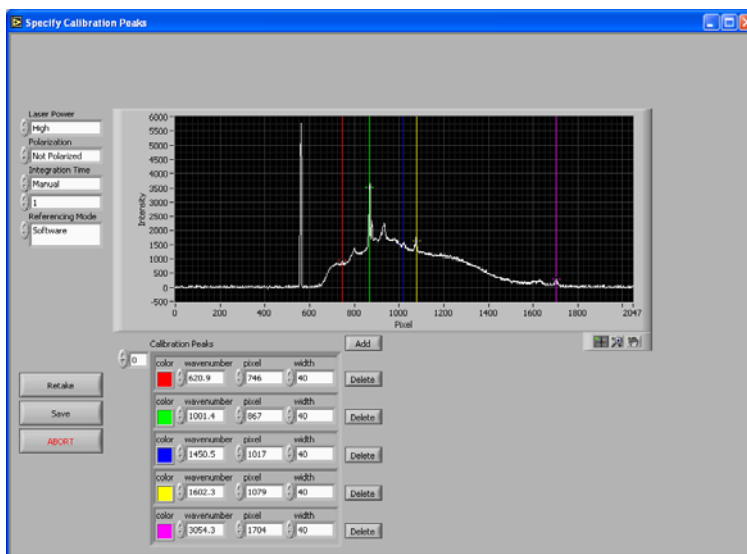 Specify Calibration Peaks
Laser Power
High
Polarization
Not Polarized
Integration Time
Manual
1
Referencing Mode
Software
Intensity
6000
5500
5000
4500
4000
3500
3000
2500
2000
1500
1000
500
0
-500
0 200 400 600 800 1000 1200 1400 1600 1800 2047
Pixel
Calibration Peaks
Add
0
color wavenumber pixel width
620.9 746 40 Delete
color wavenumber pixel width
1001.4 867 40 Delete
color wavenumber pixel width
1450.5 1017 40 Delete
color wavenumber pixel width
1602.3 1079 40 Delete
color wavenumber pixel width
3054.3 1704 40 Delete
Retake
Save
ABORT